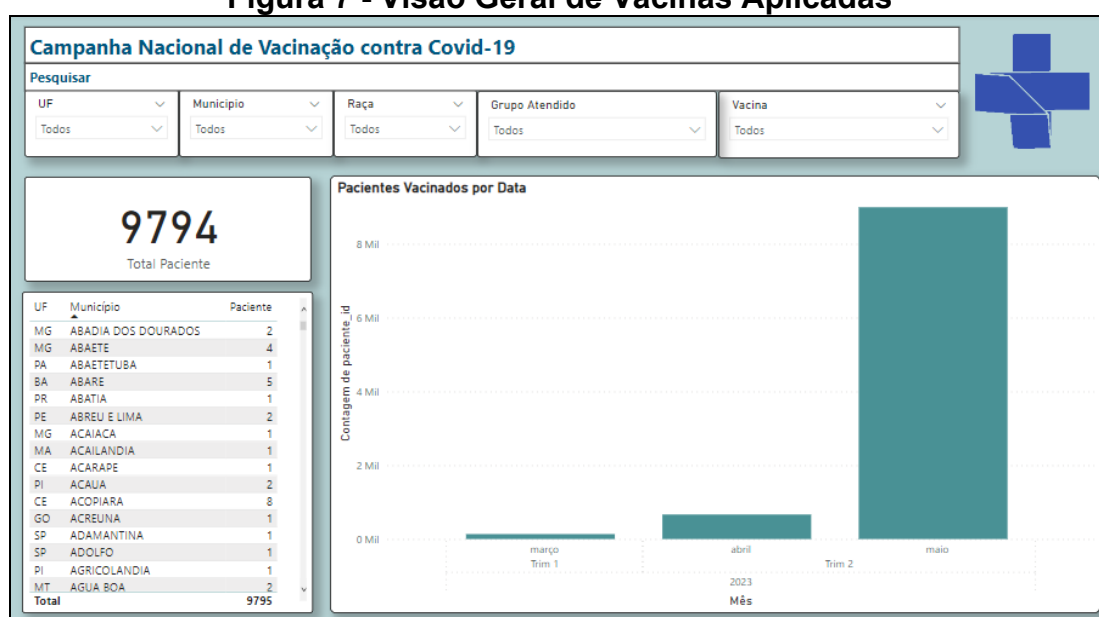 Figura 7 - Visão Geral de Vacinas Aplicadas
Campanha Nacional de Vacinação contra Covid-19
Pesquisar
UF
Todos
Municipio
Todos
Raça
Todos
Grupo Atendido
Todos
Vacina
Todos
9794
Total Paciente
UF Município Paciente
MG ABADIA DOS DOURADOS 2
MG ABAETE 4
PA ABAETETUBA 1
BA ABARE 5
PR ABATIA 1
PE ABREU E LIMA 2
MG ACAIACA 1
MA ACAILANDIA 1
CE ACARAPE 1
PI ACAUA 2
CE ACOPIARA 8
GO ACREUNA 1
SP ADAMANTINA 1
SP ADOLFO 1
PI AGRICOLANDIA 1
MT AGUA BOA 2
Total 9795
Pacientes Vacinados por Data
Contagem de paciente_id
8 Mil
6 Mil
4 Mil
2 Mil
0 Mil
março abril maio
Trim 1 Trim 2
2023
Mês